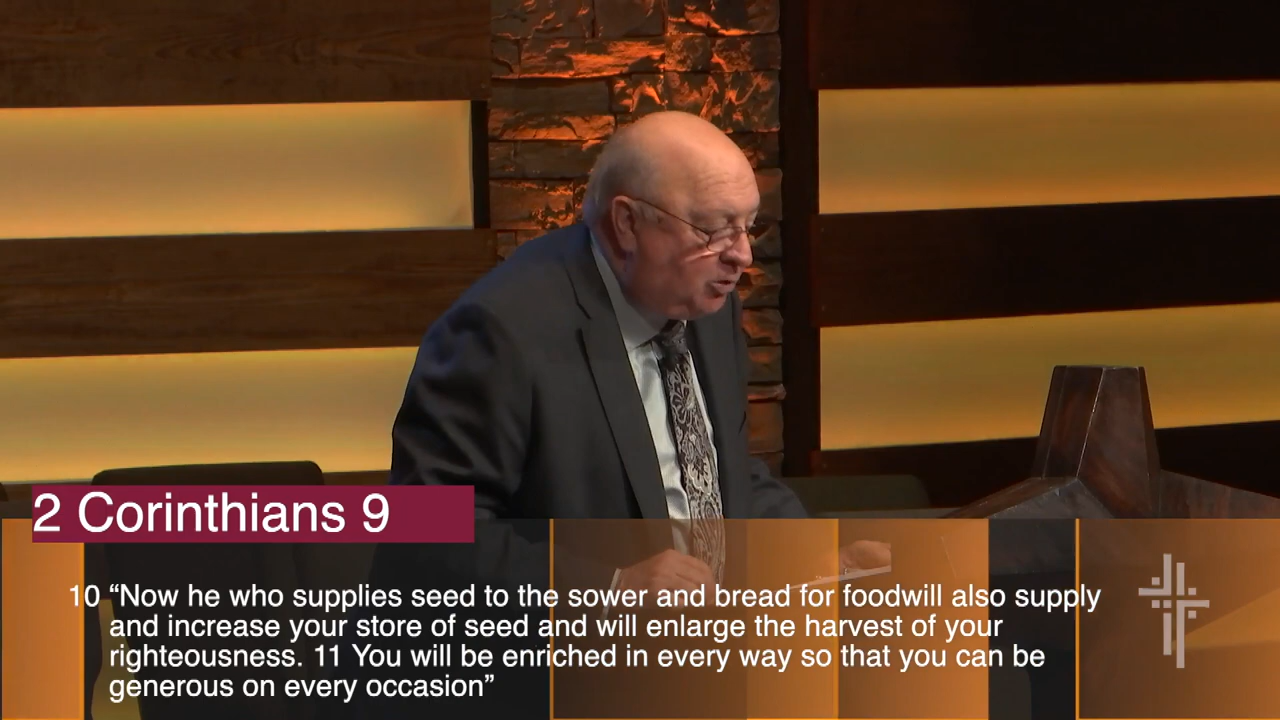 2 Corinthians 9
10 “Now he who supplies seed to the sower and bread for foodwill also supply
and increase your store of seed and will enlarge the harvest of your
righteousness. 11 You will be enriched in every way so that you can be
generous on every occasion”